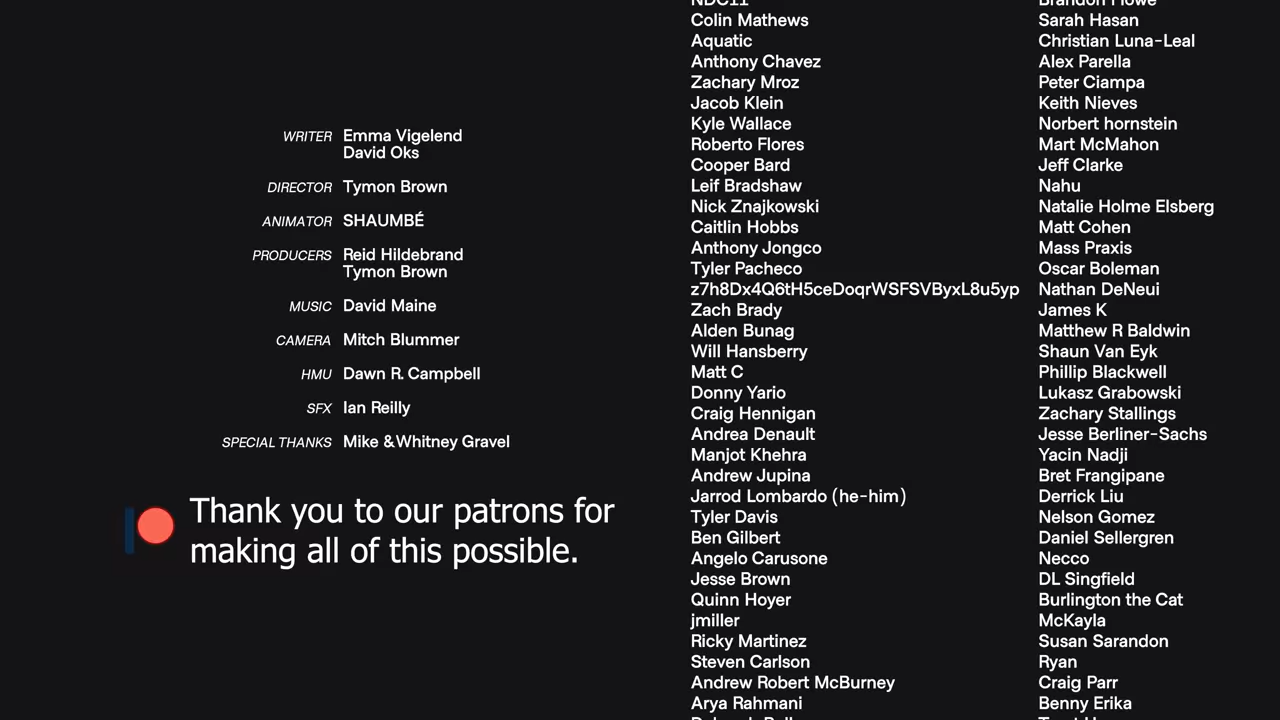 WRITER Emma Vigelend
David Oks
DIRECTOR Tymon Brown
ANIMATOR SHAUMBÉ
PRODUCERS Reid Hildebrand
Tymon Brown
MUSIC David Maine
CAMERA Mitch Blummer
HMU Dawn R. Campbell
SFX Ian Reilly
SPECIAL THANKS Mike & Whitney Gravel
Thank you to our patrons for
making all of this possible.
Colin Mathews
Aquatic
Anthony Chavez
Zachary Mroz
Jacob Klein
Kyle Wallace
Roberto Flores
Cooper Bard
Leif Bradshaw
Nick Znajkowski
Caitlin Hobbs
Anthony Jongco
Tyler Pacheco
z7h8Dx4Q6tH5ceDoqrWSFSVByxL8u5yp
Zach Brady
Alden Bunag
Will Hansberry
Matt C
Donny Yario
Craig Hennigan
Andrea Denault
Manjot Khehra
Andrew Jupina
Jarrod Lombardo (he-him)
Tyler Davis
Ben Gilbert
Angelo Carusone
Jesse Brown
Quinn Hoyer
jmiller
Ricky Martinez
Steven Carlson
Andrew Robert McBurney
Arya Rahmani
Sarah Hasan
Christian Luna-Leal
Alex Parella
Peter Ciampa
Keith Nieves
Norbert hornstein
Mart McMahon
Jeff Clarke
Nahu
Natalie Holme Elsberg
Matt Cohen
Mass Praxis
Oscar Boleman
Nathan DeNeui
James K
Matthew R Baldwin
Shaun Van Eyk
Phillip Blackwell
Lukasz Grabowski
Zachary Stallings
Jesse Berliner-Sachs
Yacin Nadji
Bret Frangipane
Derrick Liu
Nelson Gomez
Daniel Sellergren
Necco
DL Singfield
Burlington the Cat
McKayla
Susan Sarandon
Ryan
Craig Parr
Benny Erika